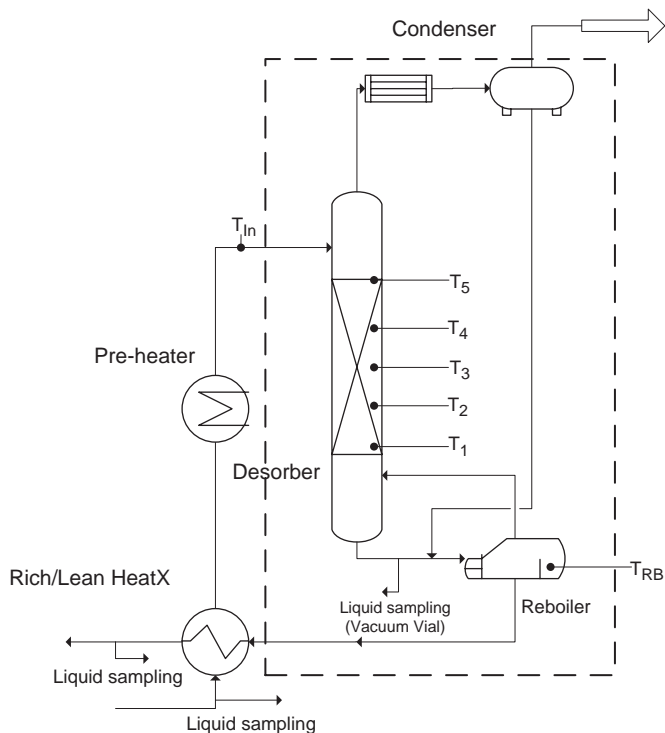 Condenser
T_In
T_5
T_4
Pre-heater
T_3
T_2
T_1
Desorber
Rich/Lean HeatX
T_RB
Reboiler
Liquid sampling
(Vacuum Vial)
Liquid sampling
Liquid sampling